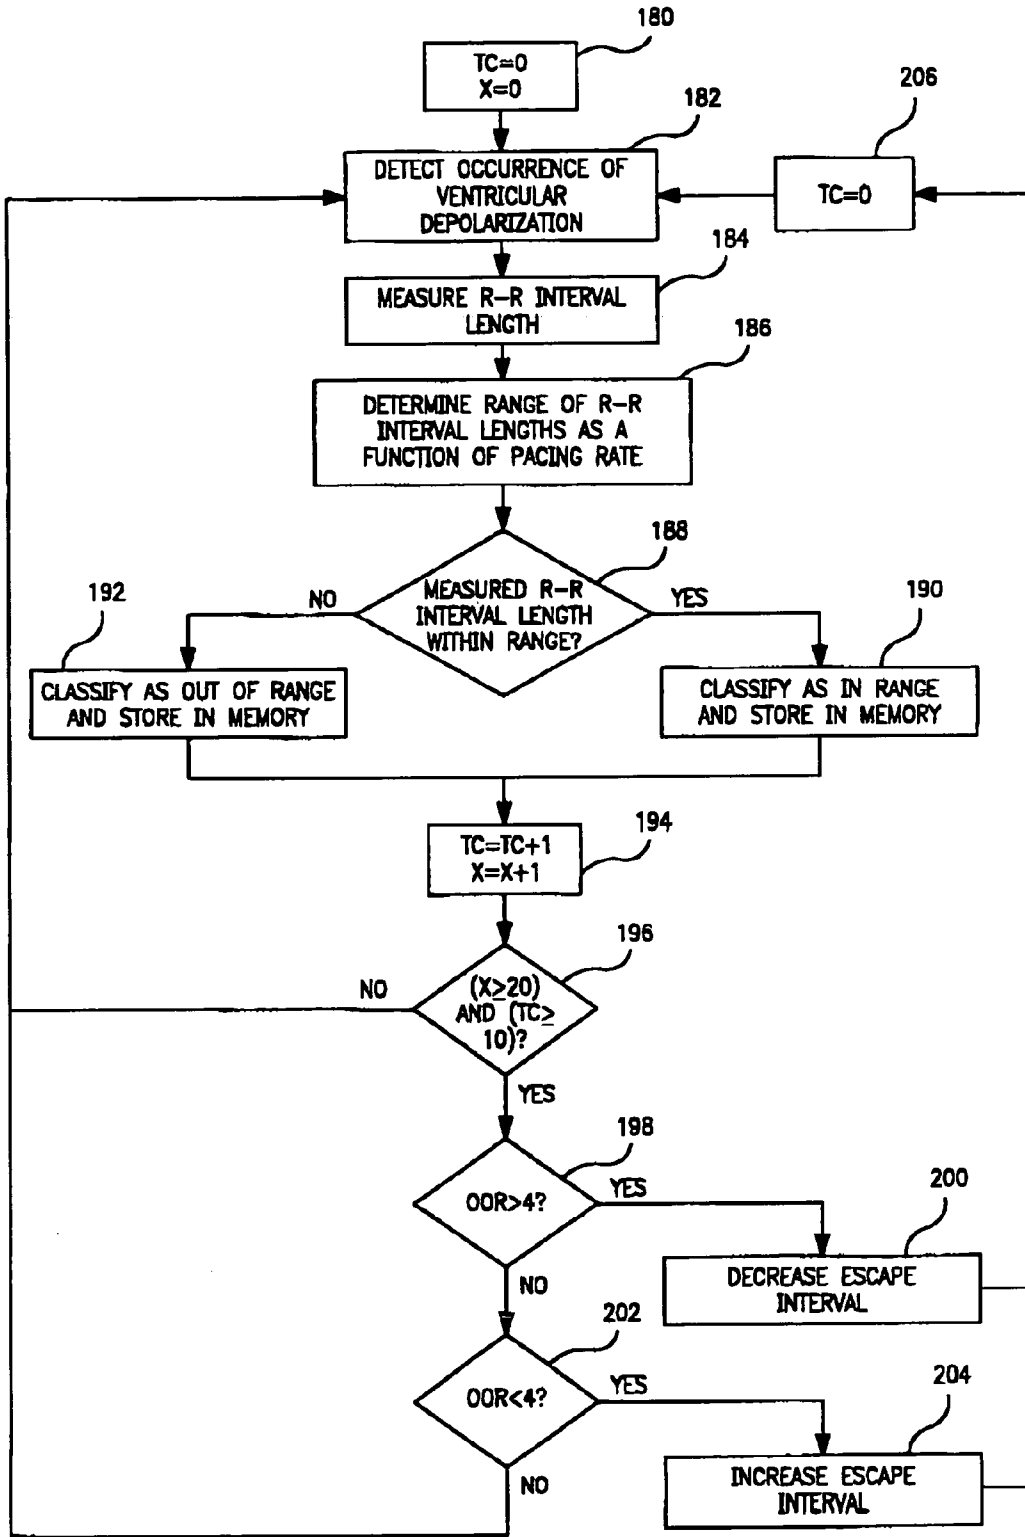 180
TC=0
X=0
206
182
DETECT OCCURRENCE OF
VENTRICULAR
DEPOLARIZATION
TC=0
184
MEASURE R-R INTERVAL
LENGTH
186
DETERMINE RANGE OF R-R
INTERVAL LENGTHS AS A
FUNCTION OF PACING RATE
188
MEASURED R-R
INTERVAL LENGTH
WITHIN RANGE?
NO
YES
192
190
CLASSIFY AS OUT OF RANGE
AND STORE IN MEMORY
CLASSIFY AS IN RANGE
AND STORE IN MEMORY
194
TC=TC+1
X=X+1
196
(X≥20)
AND (TC≥
10)?
NO
YES
198
OOR>4?
YES
200
DECREASE ESCAPE
INTERVAL
NO
202
OOR<4?
YES
204
INCREASE ESCAPE
INTERVAL
NO